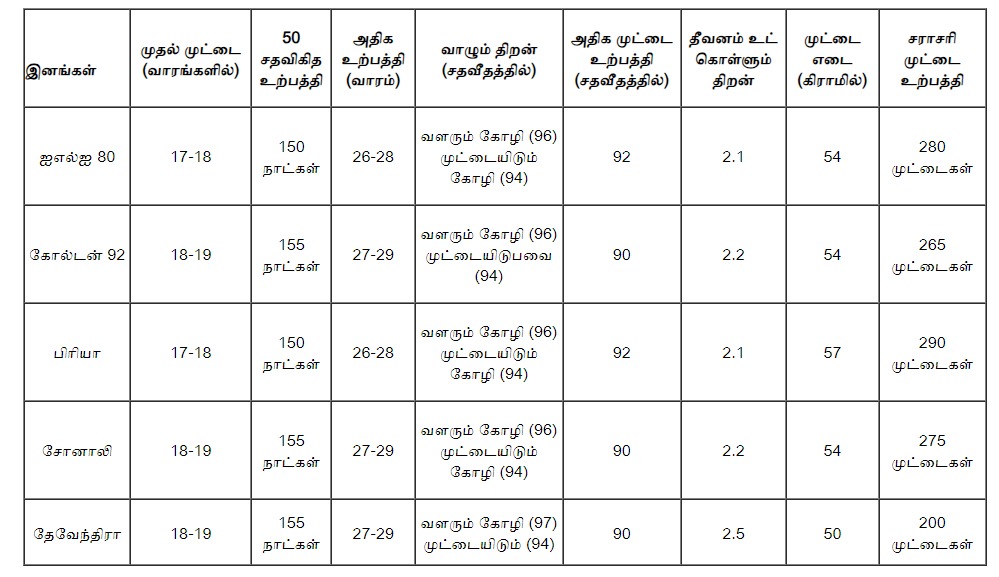 இனங்கள்
முதல் முட்டை
(வாரங்களில்)
50
சதவிகித
உற்பத்தி
அதிக
உற்பத்தி
(வாரம்)
வாழும் திறன்
(சதவீதத்தில்)
அதிக முட்டை
உற்பத்தி
(சதவீதத்தில்)
தீவனம் உட்
கொள்ளும்
திறன்
முட்டை
எடை
(கிராமில்)
சராசரி
முட்டை
உற்பத்தி
ஐஎல்ஐ 80
17-18
150
நாட்கள்
26-28
வளரும் கோழி (96)
முட்டையிடும்
கோழி (94)
92
2.1
54
280
முட்டைகள்
கோல்டன் 92
18-19
155
நாட்கள்
27-29
வளரும் கோழி (96)
முட்டையிடுபவை
(94)
90
2.2
54
265
முட்டைகள்
பிரியா
17-18
150
நாட்கள்
26-28
வளரும் கோழி (96)
முட்டையிடும்
கோழி (94)
92
2.1
57
290
முட்டைகள்
சோனாலி
18-19
155
நாட்கள்
27-29
வளரும் கோழி (96)
முட்டையிடும்
கோழி (94)
90
2.2
54
275
முட்டைகள்
தேவேந்திரா
18-19
155
நாட்கள்
27-29
வளரும் கோழி (97)
முட்டையிடும் (94)
90
2.5
50
200
முட்டைகள்